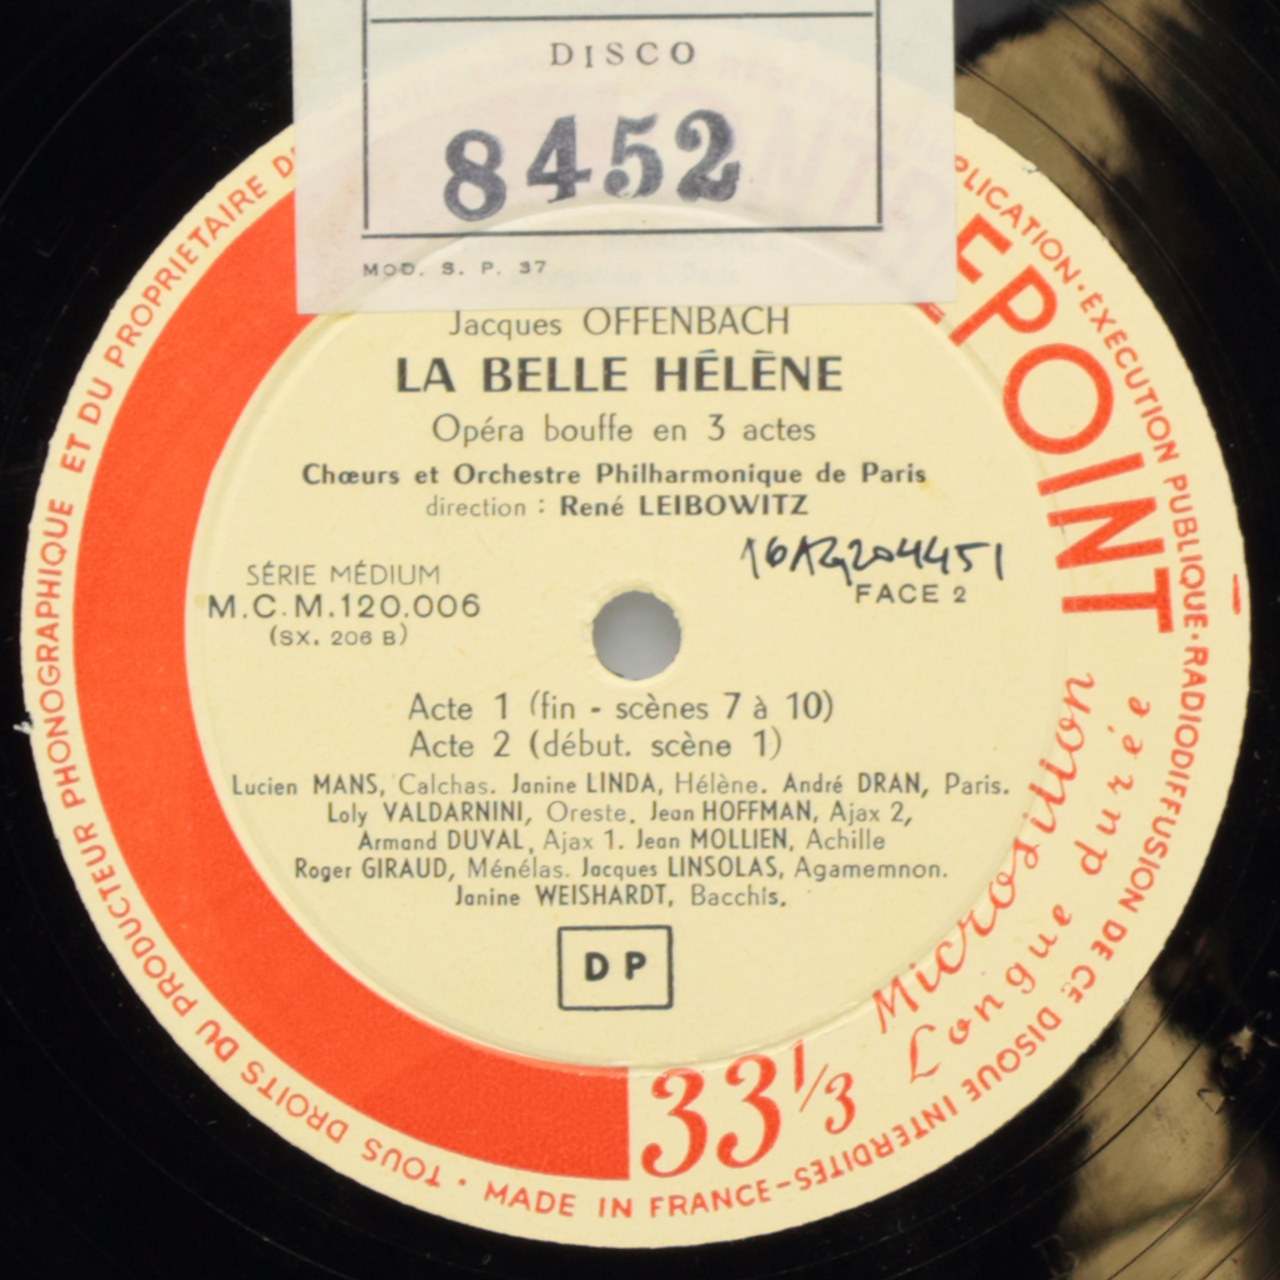 DISCO
8452
MOD. S. P. 37
Jacques OFFENBACH
LA BELLE HÉLÈNE
Opéra bouffe en 3 actes
Chœurs et Orchestre Philharmonique de Paris
direction : René LEIBOWITZ
SÉRIE MÉDIUM
M.C.M.120.006
(SX. 206 B)
FACE 2
Acte 1 (fin - scènes 7 à 10)
Acte 2 (début. scène 1)
Lucien MANS, Calchas. Janine LINDA, Hélène. André DRAN, Paris.
Loly VALDARNINI, Oreste. Jean HOFFMAN, Ajax 2,
Armand DUVAL, Ajax 1. Jean MOLLIEN, Achille
Roger GIRAUD, Ménélas. Jacques LINSOLAS, Agamemnon.
Janine WEISHARDT, Bacchis.
DP
33 1/3 Microsillon
Longue durée
EPOINT
TOUS DROITS DU PRODUCTEUR PHONOGRAPHIQUE ET DU PROPRIETAIRE
PLICATION · EXECUTION PUBLIQUE · RADIODIFFUSION DE CE DISQUE INTERDITES - MADE IN FRANCE